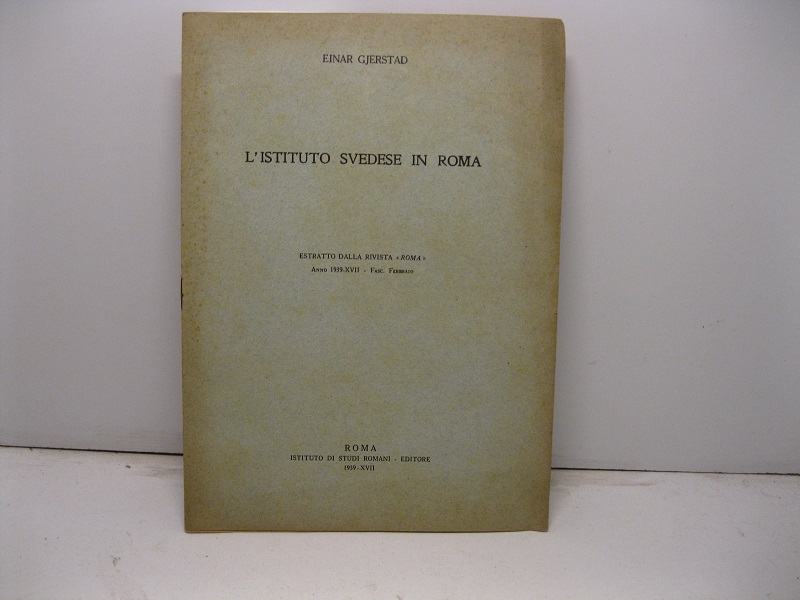 EINAR GJERSTAD
L'ISTITUTO SVEDESE IN ROMA
ESTRATTO DALLA RIVISTA «ROMA»
ANNO 1939-XVII - FASC. FEBBRAIO
ROMA
ISTITUTO DI STUDI ROMANI - EDITORE
1939-XVII